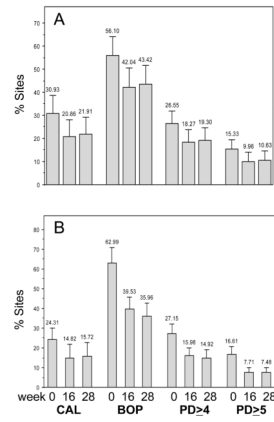 A
% Sites
70
60
50
40
30
20
10
0
30.93 20.86 21.91 56.10 42.04 43.42 26.55 18.27 19.30 15.33 9.98 10.63
B
% Sites
80
70
60
50
40
30
20
10
0
24.31 14.82 15.72 62.99 39.53 35.96 27.15 15.98 14.92 16.61 7.71 7.48
week 0 16 28 0 16 28 0 16 28 0 16 28
CAL BOP PD≥4 PD≥5